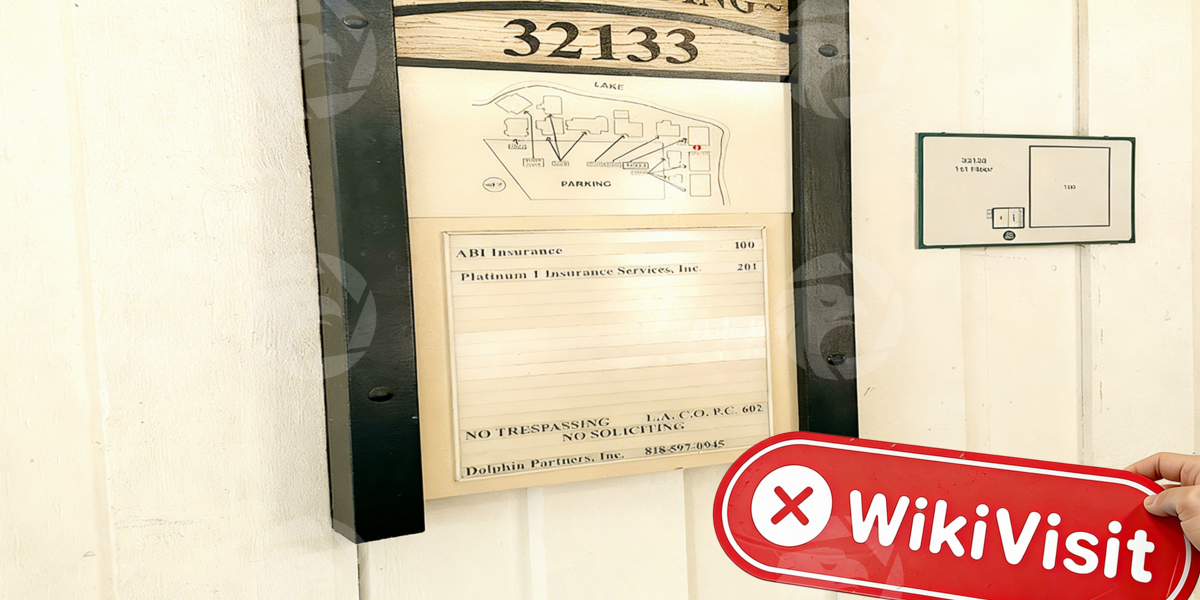 32133
LAKE
PARKING
ABI Insurance 100
Platinum 1 Insurance Services, Inc. 201
NO TRESPASSING L.A. C.O. P.C. 602
NO SOLICITING
Dolphin Partners, Inc. 818-597-0945
WikiVisit